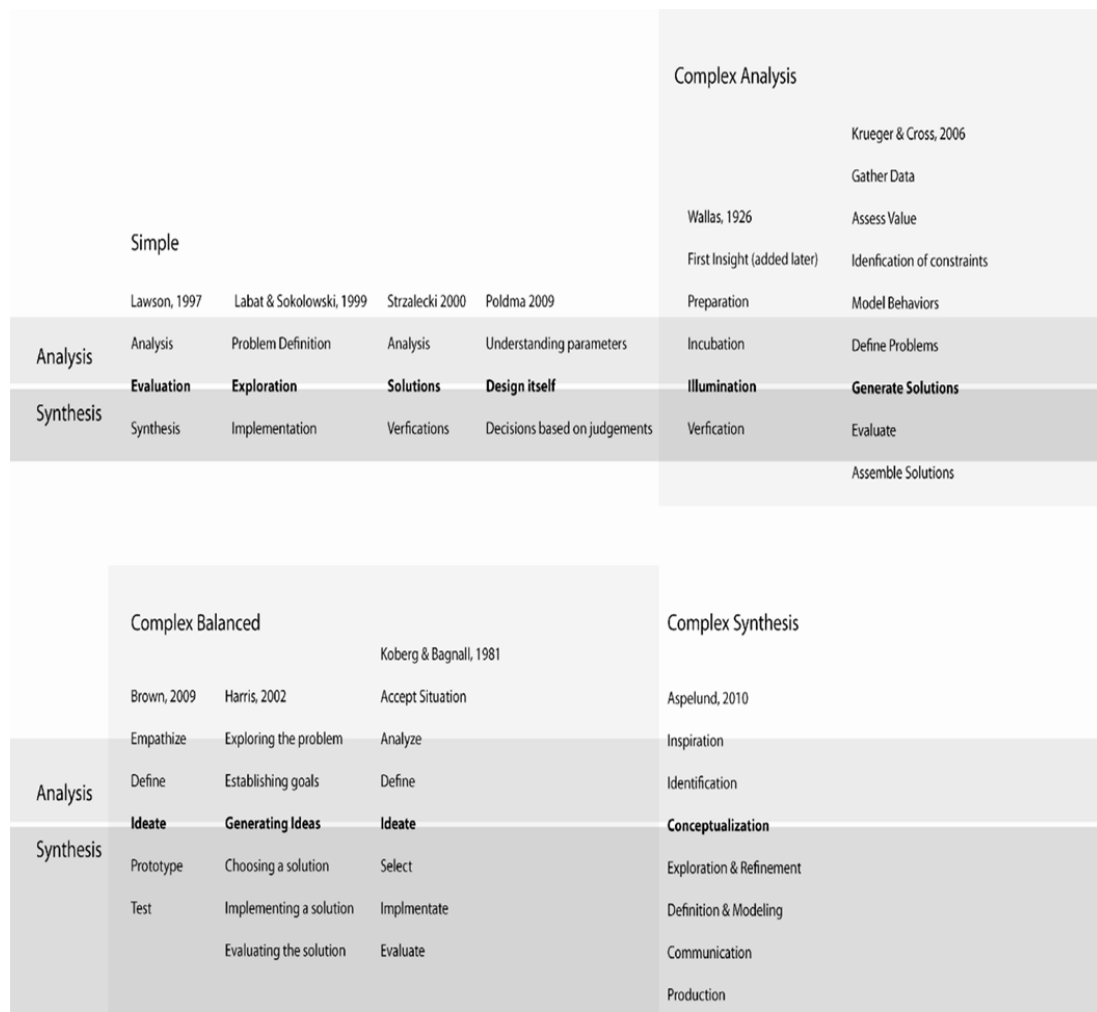 Complex Analysis
Krueger & Cross, 2006
Gather Data
Wallas, 1926 Assess Value
Simple
First Insight (added later) Idenfication of constraints
Lawson, 1997 Labat & Sokolowski, 1999 Strzalecki 2000 Poldma 2009 Preparation Model Behaviors
Analysis Analysis Problem Definition Analysis Understanding parameters Incubation Define Problems
Evaluation Exploration Solutions Design itself Illumination Generate Solutions
Synthesis Synthesis Implementation Verfications Decisions based on judgements Verfication Evaluate
Assemble Solutions
Complex Balanced Complex Synthesis
Koberg & Bagnall, 1981
Brown, 2009 Harris, 2002 Accept Situation Aspelund, 2010
Empathize Exploring the problem Analyze Inspiration
Analysis Define Establishing goals Define Identification
Ideate Generating Ideas Ideate Conceptualization
Synthesis Prototype Choosing a solution Select Exploration & Refinement
Test Implementing a solution Implmentate Definition & Modeling
Evaluating the solution Evaluate Communication
Production